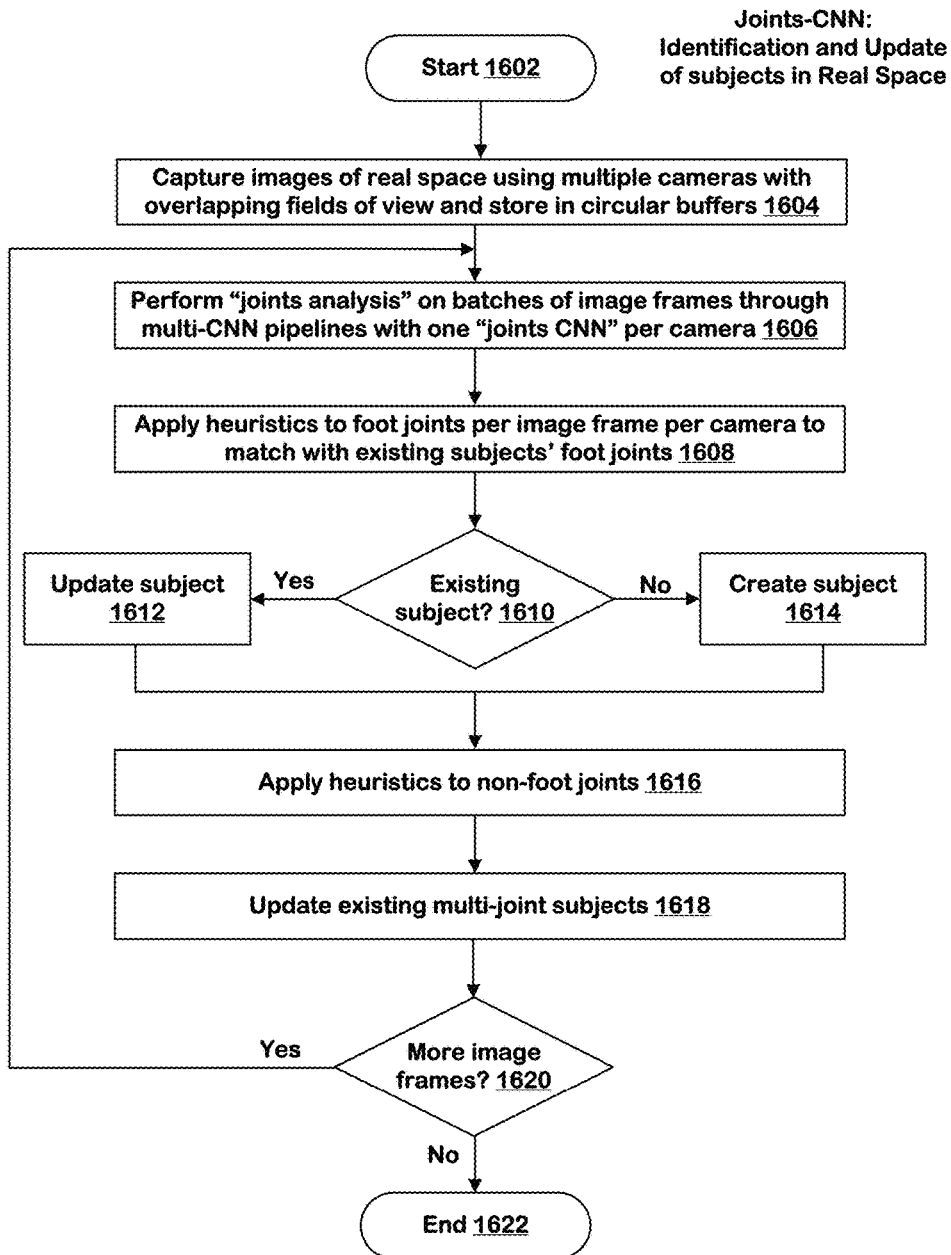 Joints-CNN:
Identification and Update
of subjects in Real Space
Start 1602
Capture images of real space using multiple cameras with
overlapping fields of view and store in circular buffers 1604
Perform “joints analysis” on batches of image frames through
multi-CNN pipelines with one “joints CNN” per camera 1606
Apply heuristics to foot joints per image frame per camera to
match with existing subjects’ foot joints 1608
Update subject
1612
Yes
Existing
subject? 1610
No
Create subject
1614
Apply heuristics to non-foot joints 1616
Update existing multi-joint subjects 1618
Yes
More image
frames? 1620
No
End 1622